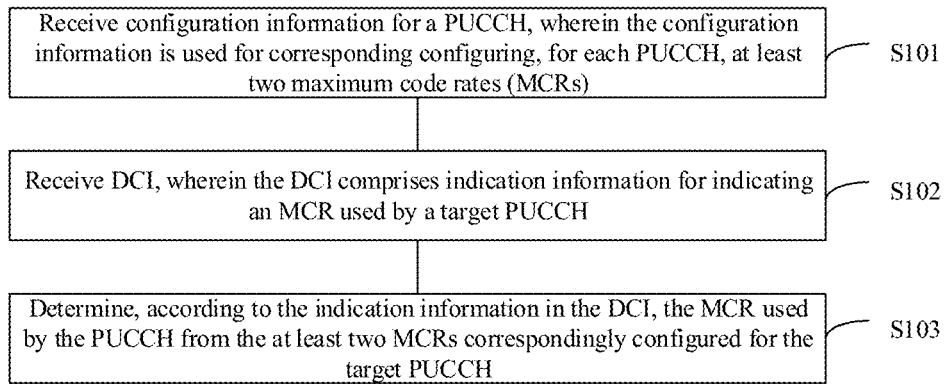 Receive configuration information for a PUCCH, wherein the configuration
information is used for corresponding configuring, for each PUCCH, at least
two maximum code rates (MCRs)
S101
Receive DCI, wherein the DCI comprises indication information for indicating
an MCR used by a target PUCCH
S102
Determine, according to the indication information in the DCI, the MCR used
by the PUCCH from the at least two MCRs correspondingly configured for the
target PUCCH
S103